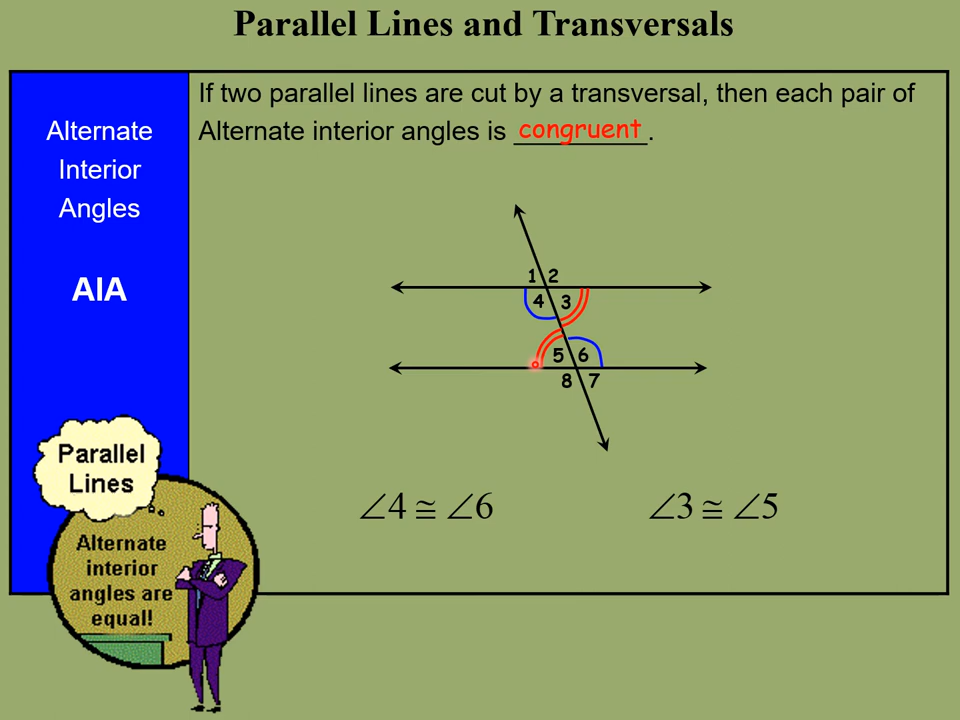 Parallel Lines and Transversals
Alternate
Interior
Angles
AIA
If two parallel lines are cut by a transversal, then each pair of
Alternate interior angles is congruent.
1 2
4 3
5 6
8 7
∠4 ≅ ∠6
∠3 ≅ ∠5
Parallel
Lines
Alternate
interior
angles are
equal!